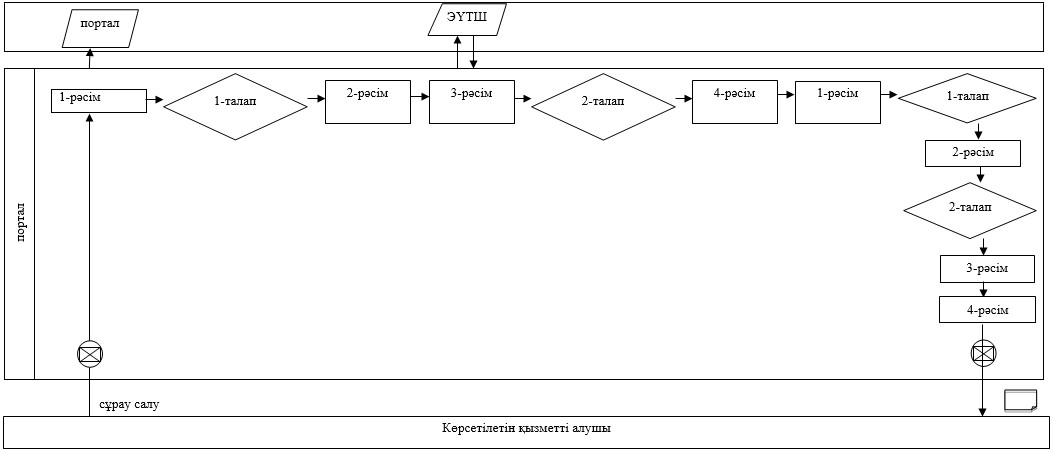 портал
ЭҮТШ
портал
1-рәсім
1-талап
2-рәсім
3-рәсім
2-талап
4-рәсім
1-рәсім
1-талап
2-рәсім
2-талап
3-рәсім
4-рәсім
сұрау салу
Көрсетілетін қызметті алушы